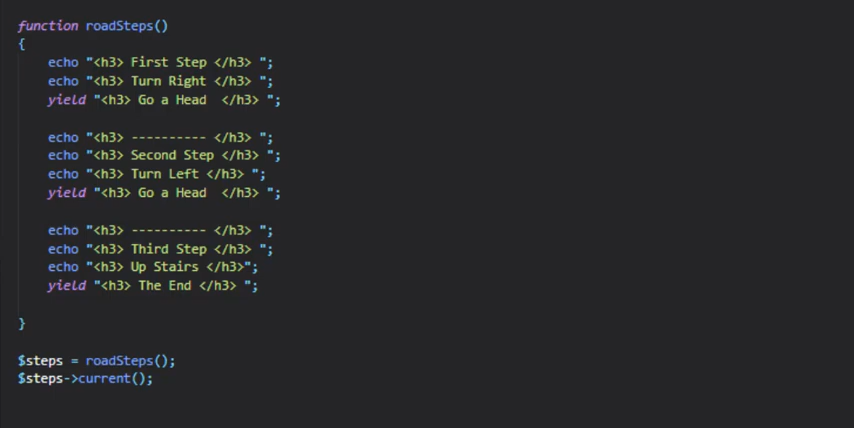 function roadSteps()
{
echo "<h3> First Step </h3> ";
echo "<h3> Turn Right </h3> ";
yield "<h3> Go a Head  </h3> ";
echo "<h3> ---------- </h3> ";
echo "<h3> Second Step </h3> ";
echo "<h3> Turn Left </h3> ";
yield "<h3> Go a Head  </h3> ";
echo "<h3> ---------- </h3> ";
echo "<h3> Third Step </h3> ";
echo "<h3> Up Stairs </h3>";
yield "<h3> The End </h3> ";
}
$steps = roadSteps();
$steps->current();